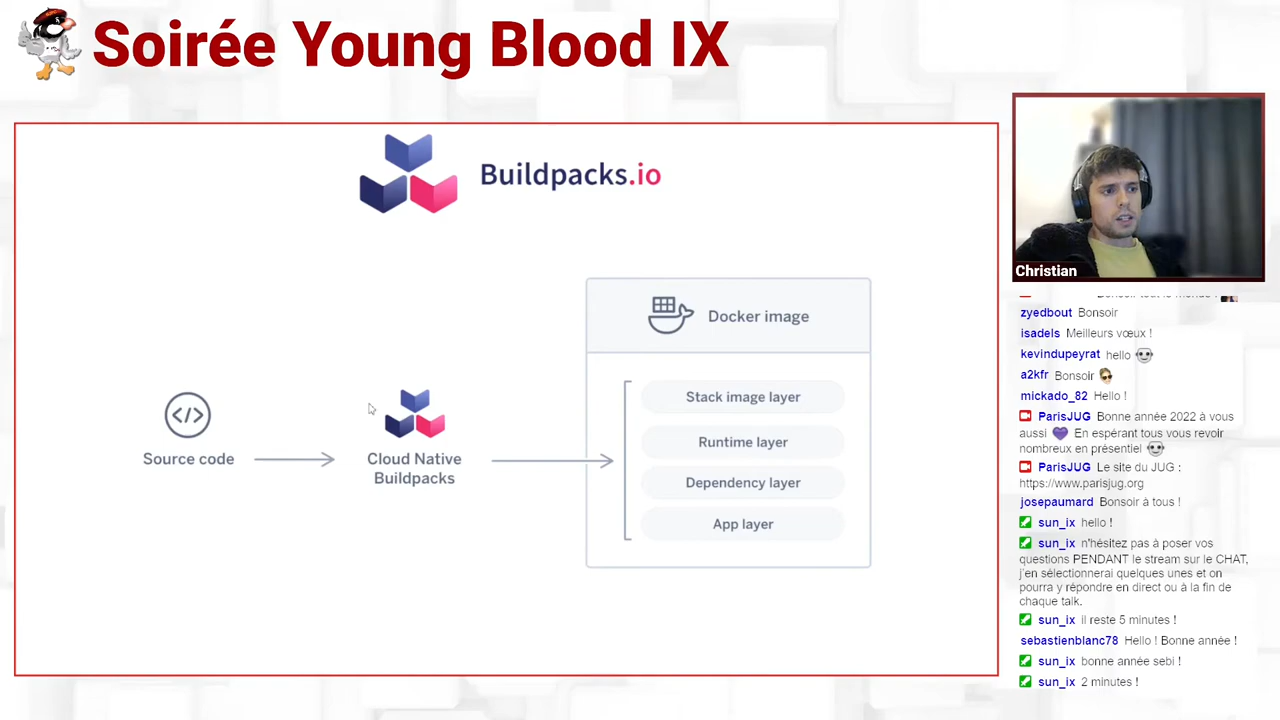 Soirée Young Blood IX
Buildpacks.io
Docker image
Source code
Cloud Native
Buildpacks
Stack image layer
Runtime layer
Dependency layer
App layer
Christian
zyedbout Bonsoir
isadels Meilleurs vœux !
kevindupeyrat hello
a2kfr Bonsoir
mickado_82 Hello !
ParisJUG Bonne année 2022 à vous
aussi En espérant tous vous revoir
nombreux en présentiel
ParisJUG Le site du JUG :
https://www.parisjug.org
josepaumard Bonsoir à tous !
sun_ix hello !
sun_ix n'hésitez pas à poser vos
questions PENDANT le stream sur le CHAT,
j'en sélectionnerai quelques unes et on
pourra y répondre en direct ou à la fin de
chaque talk.
sun_ix il reste 5 minutes !
sebastienblanc78 Hello ! Bonne année !
sun_ix bonne année sebi !
sun_ix 2 minutes !